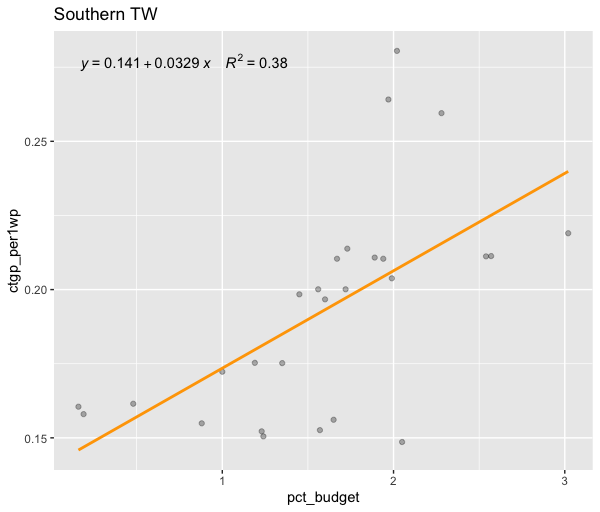 Southern TW
y = 0.141 + 0.0329 x R² = 0.38
ctgp_per1wp
0.25
0.20
0.15
1 2 3
pct_budget